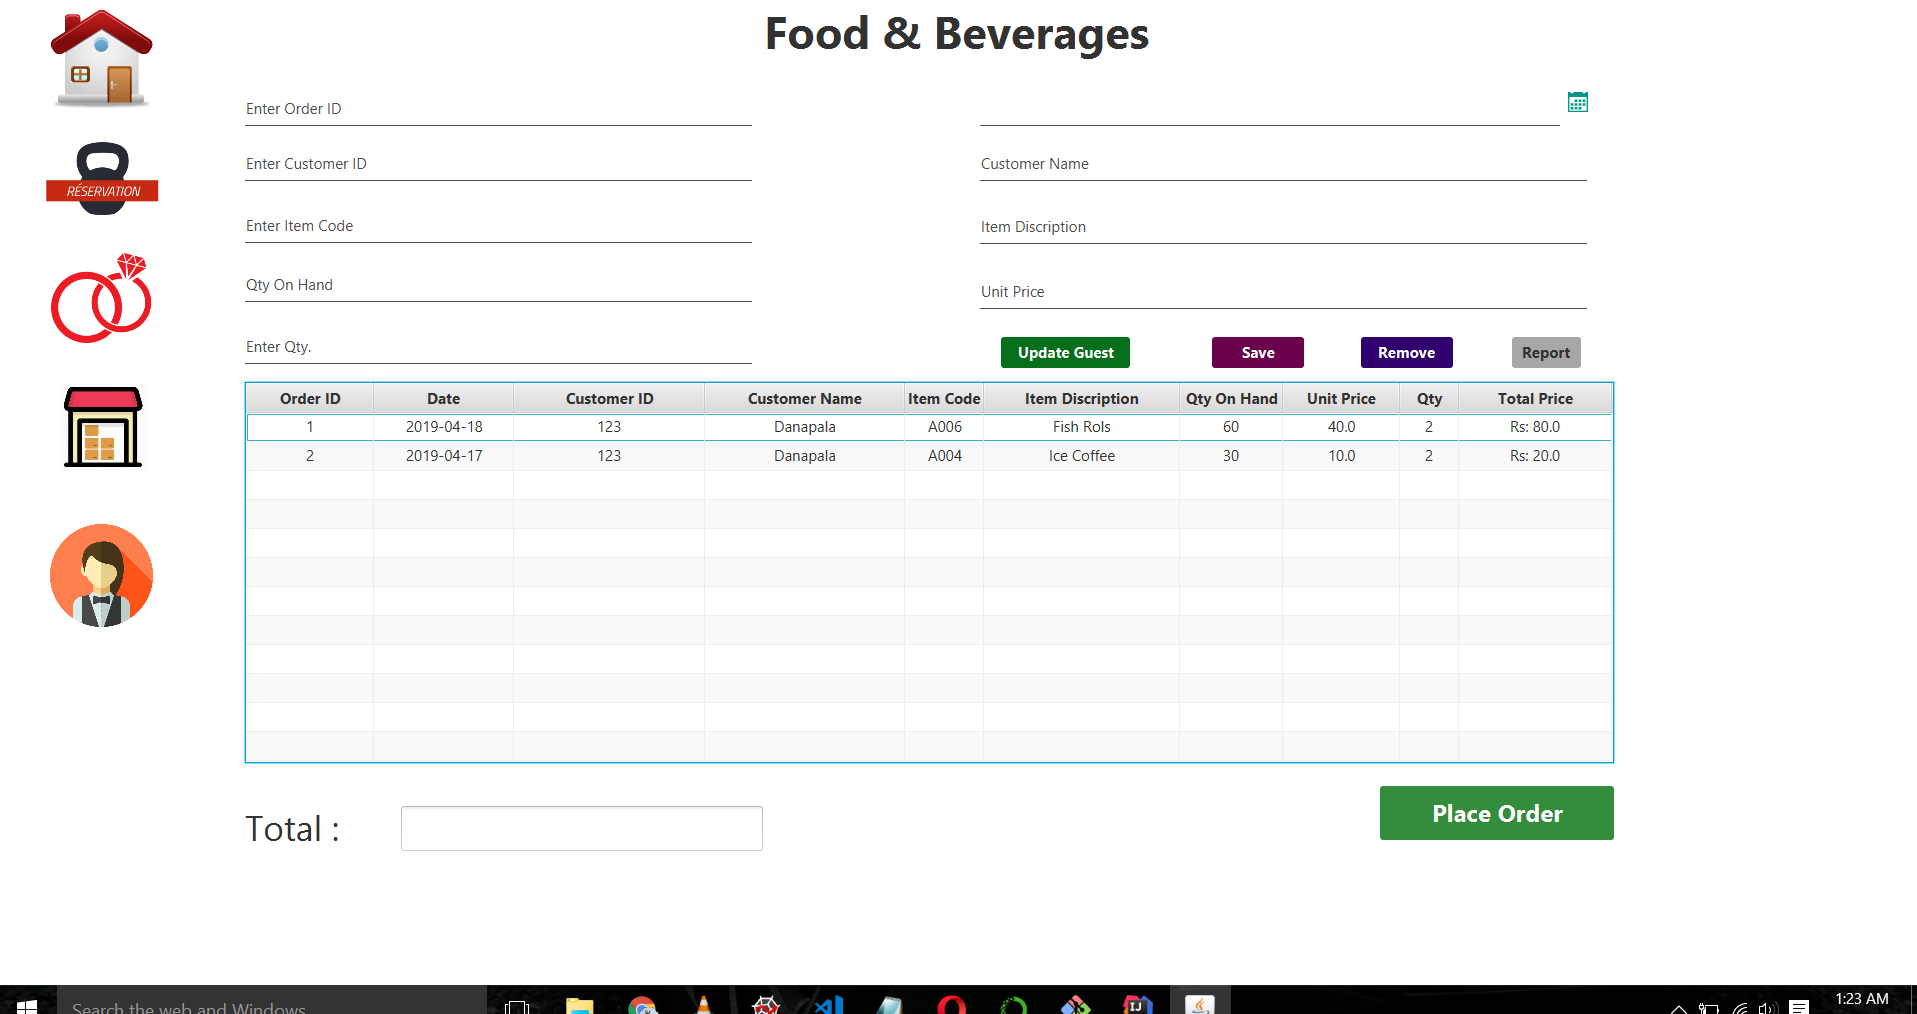 Food & Beverages
Enter Order ID
RÉSERVATION
Enter Customer ID
Customer Name
Enter Item Code
Item Discription
Qty On Hand
Unit Price
Enter Qty.
Update Guest
Save
Remove
Report
Order ID Date Customer ID Customer Name Item Code Item Discription Qty On Hand Unit Price Qty Total Price
1 2019-04-18 123 Danapala A006 Fish Rols 60 40.0 2 Rs: 80.0
2 2019-04-17 123 Danapala A004 Ice Coffee 30 10.0 2 Rs: 20.0
Total :
Place Order
Search the web and Windows
IJ
1:23 AM